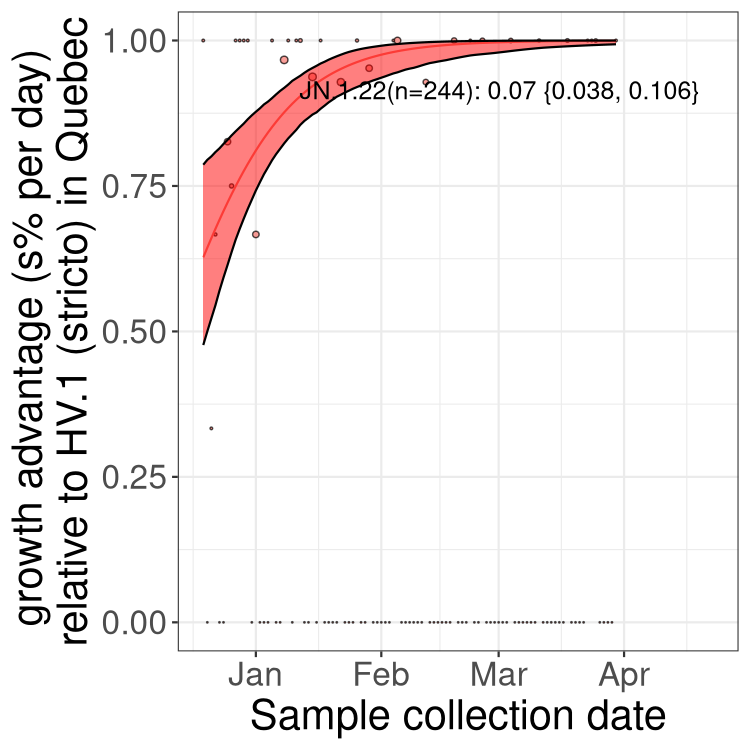 growth advantage (s% per day)
relative to HV.1 (stricto) in Quebec
1.00
0.75
0.50
0.25
0.00
JN.1.22(n=244): 0.07 {0.038, 0.106}
Jan Feb Mar Apr
Sample collection date